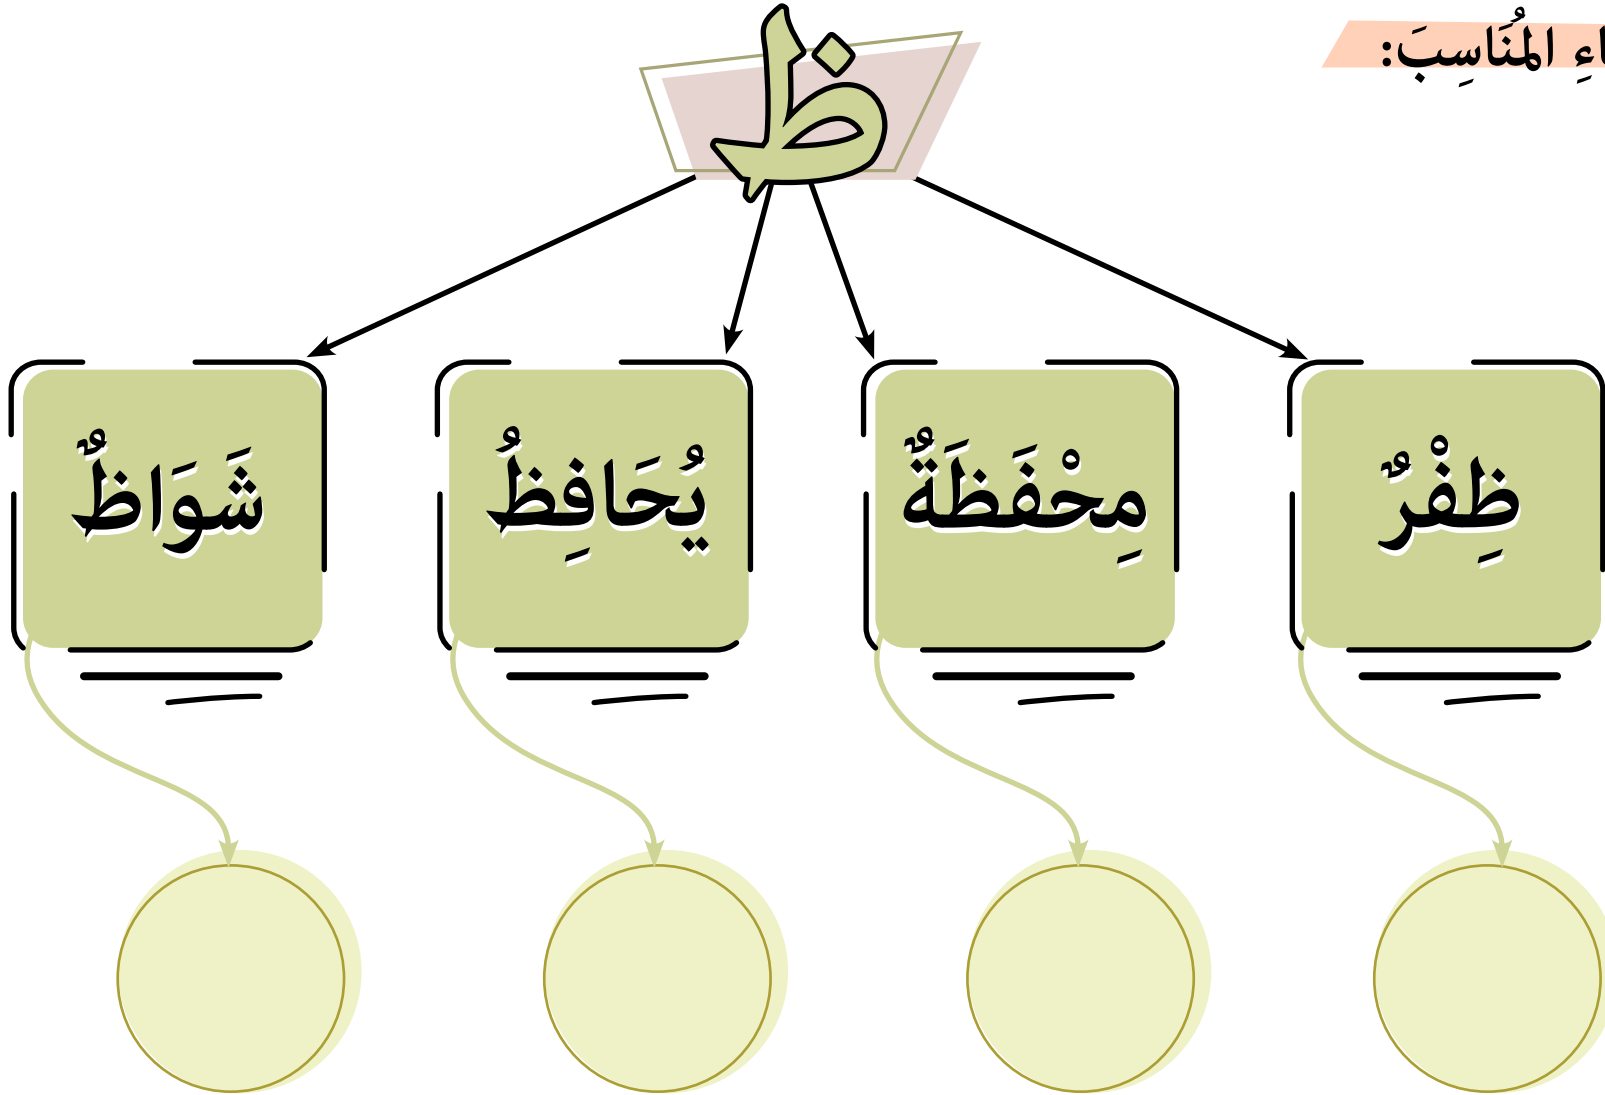 المُنَاسِبَ:
ظ
ظِفْرٌ
مِحْفَظَةٌ
يُحَافِظُ
شَوَاظٌ